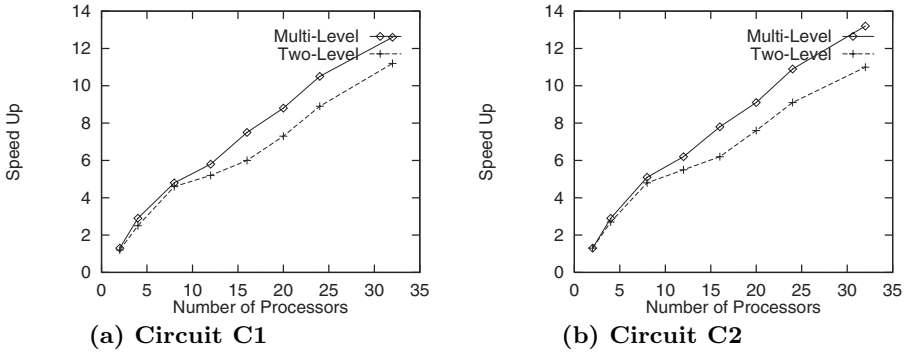 14
12
10
8
6
4
2
0
Speed Up
Multi-Level
Two-Level
0 5 10 15 20 25 30 35
Number of Processors
(a) Circuit C1
14
12
10
8
6
4
2
0
Speed Up
Multi-Level
Two-Level
0 5 10 15 20 25 30 35
Number of Processors
(b) Circuit C2